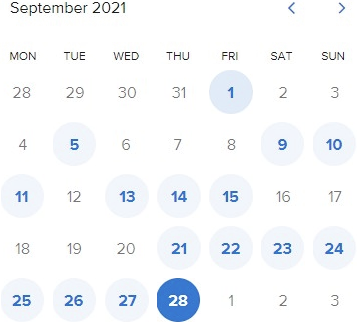 September 2021
MON TUE WED THU FRI SAT SUN
28 29 30 31 1 2 3
4 5 6 7 8 9 10
11 12 13 14 15 16 17
18 19 20 21 22 23 24
25 26 27 28 1 2 3